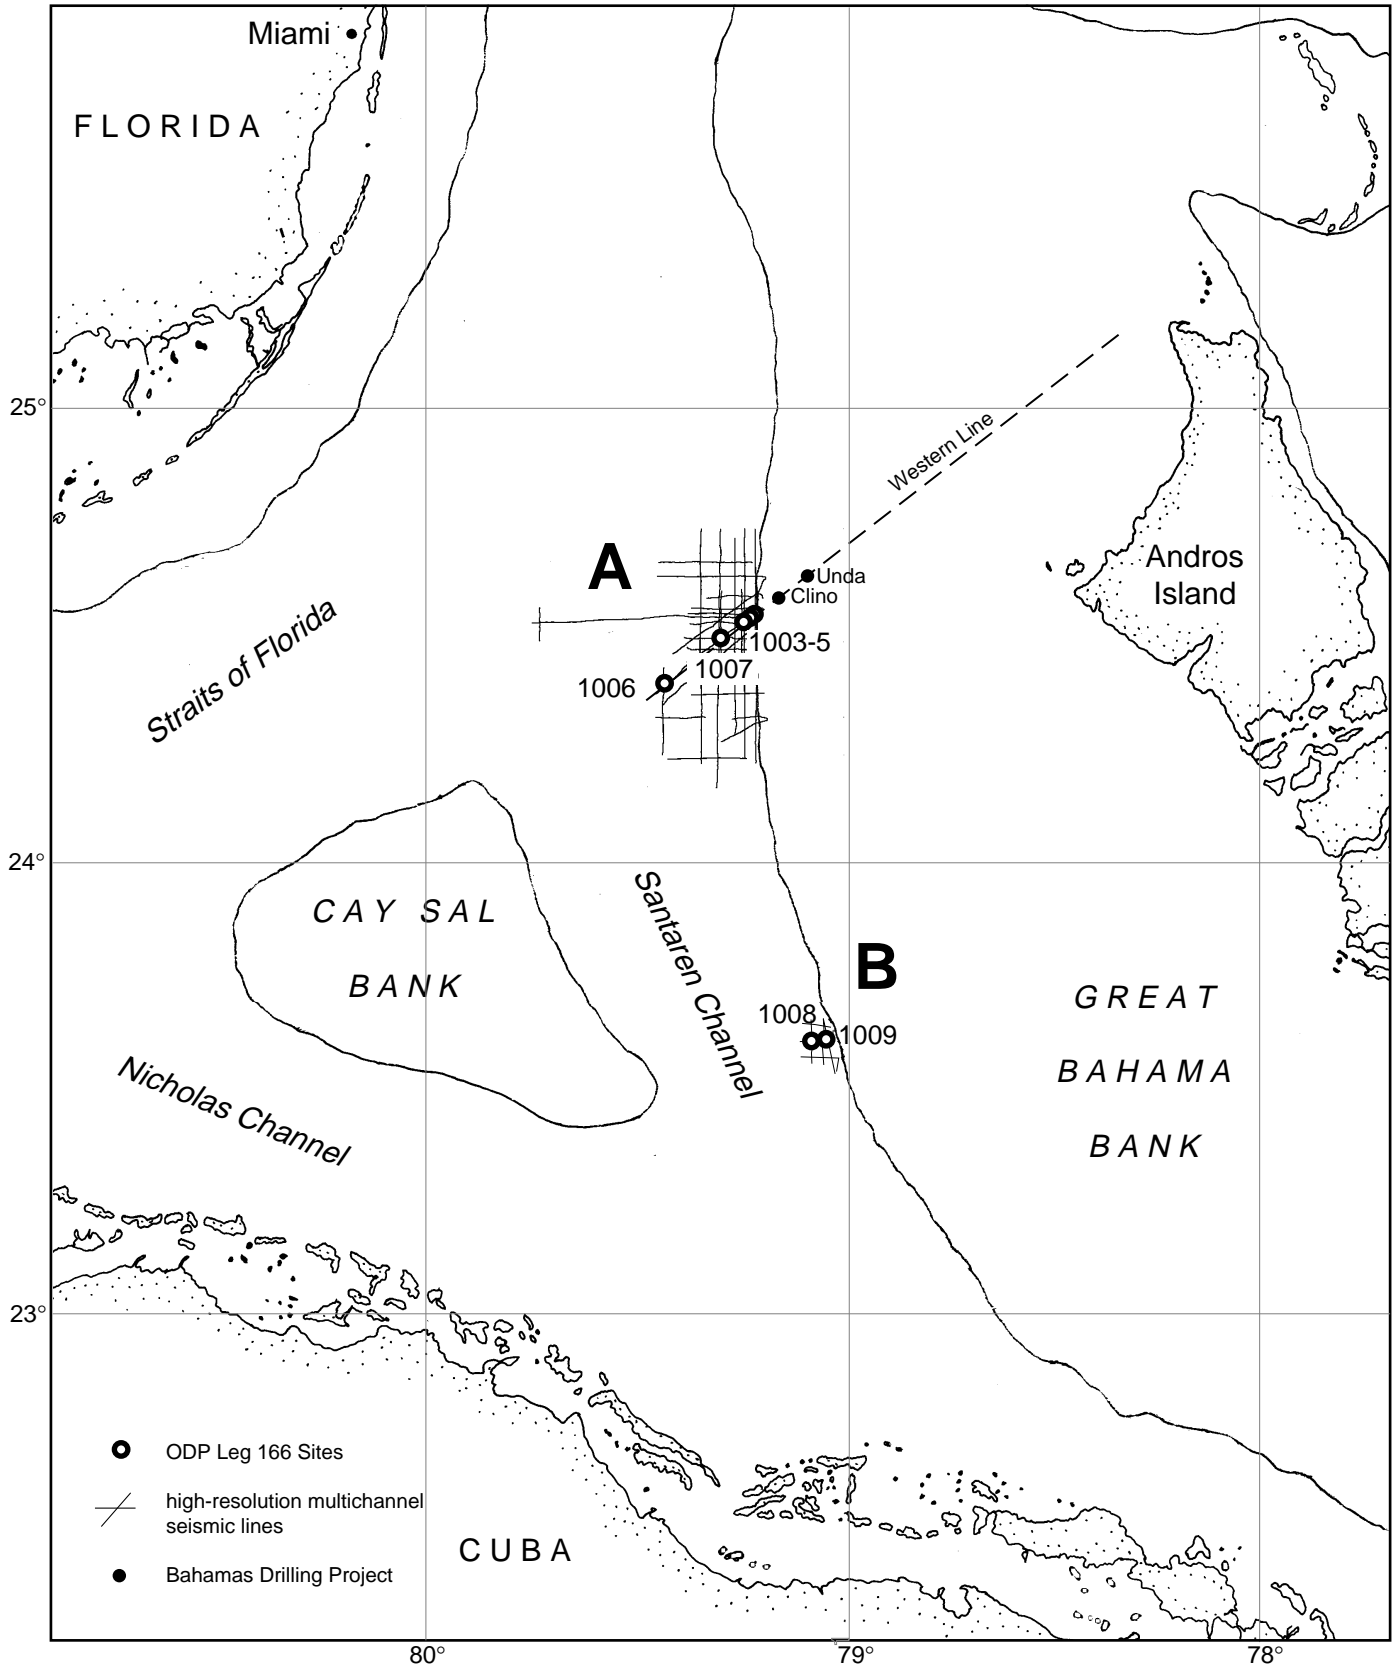 Miami
FLORIDA
25°
Western Line
A
Unda
Clino
Andros
Island
1003-5
1007
1006
Straits of Florida
24°
CAY SAL
BANK
Santaren Channel
B
GREAT
BAHAMA
BANK
1008
1009
Nicholas Channel
23°
ODP Leg 166 Sites
high-resolution multichannel
seismic lines
Bahamas Drilling Project
CUBA
80°
79°
78°